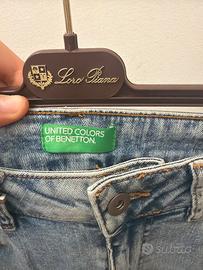 Loro Piana
UNITED COLORS
OF BENETTON.
subito